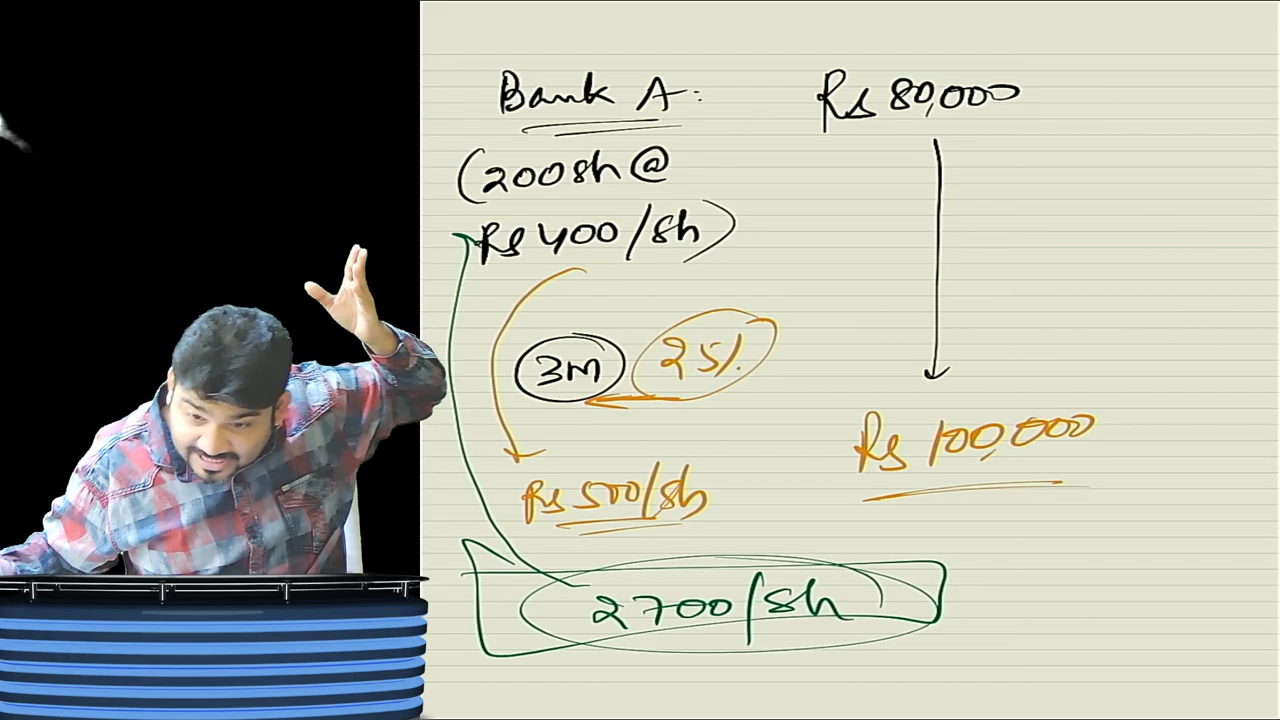 Bank A: Rs 80,000
(200sh @
Rs 400/sh)
3M 25%
Rs 100,000
Rs 500/sh
2700/sh